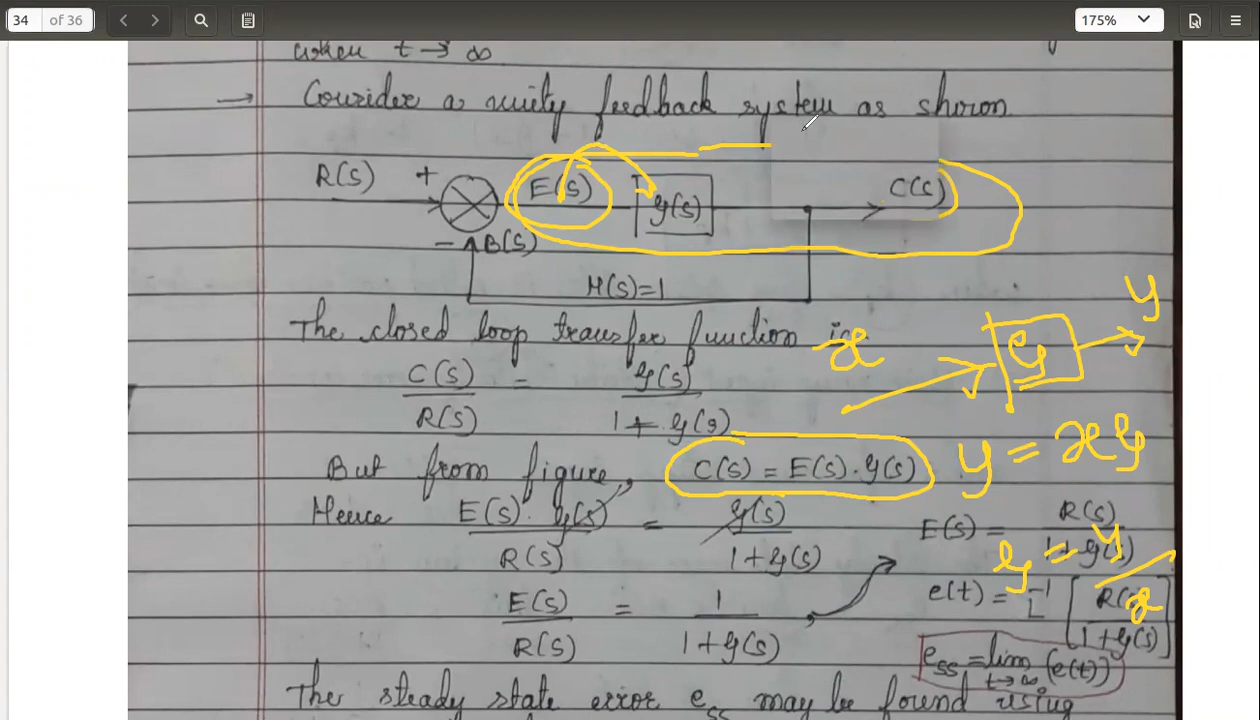 34 of 36
175%
when t → ∞
→ Consider a unity feedback system as shown
R(S) + E(S) G(S) C(S)
- B(S)
H(S)=1
y
The closed loop transfer function is
x G
C(S) / R(S) = G(S) / 1+G(S)
But from figure, C(S) = E(S).G(S) y = xG
Hence E(S).G(S) / R(S) = G(S) / 1+G(S) E(S) = R(S) / 1+G(S)
G = y / x
E(S) / R(S) = 1 / 1+G(S) , e(t) = L⁻¹ [ R(S) / 1+G(S) ]
ess = lim t→∞ (e(t))
The steady state error ess may be found using